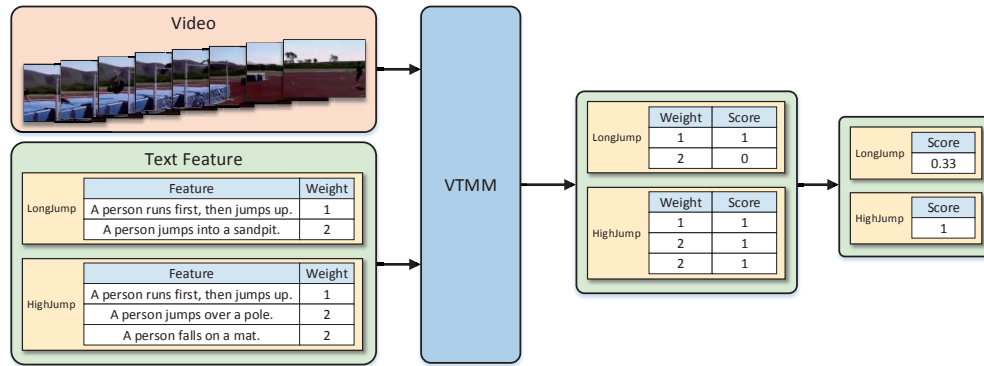 Video
Text Feature
LongJump
Feature Weight
A person runs first, then jumps up. 1
A person jumps into a sandpit. 2
HighJump
Feature Weight
A person runs first, then jumps up. 1
A person jumps over a pole. 2
A person falls on a mat. 2
VTMM
LongJump
Weight Score
1 1
2 0
HighJump
Weight Score
1 1
2 1
2 1
LongJump
Score
0.33
HighJump
Score
1